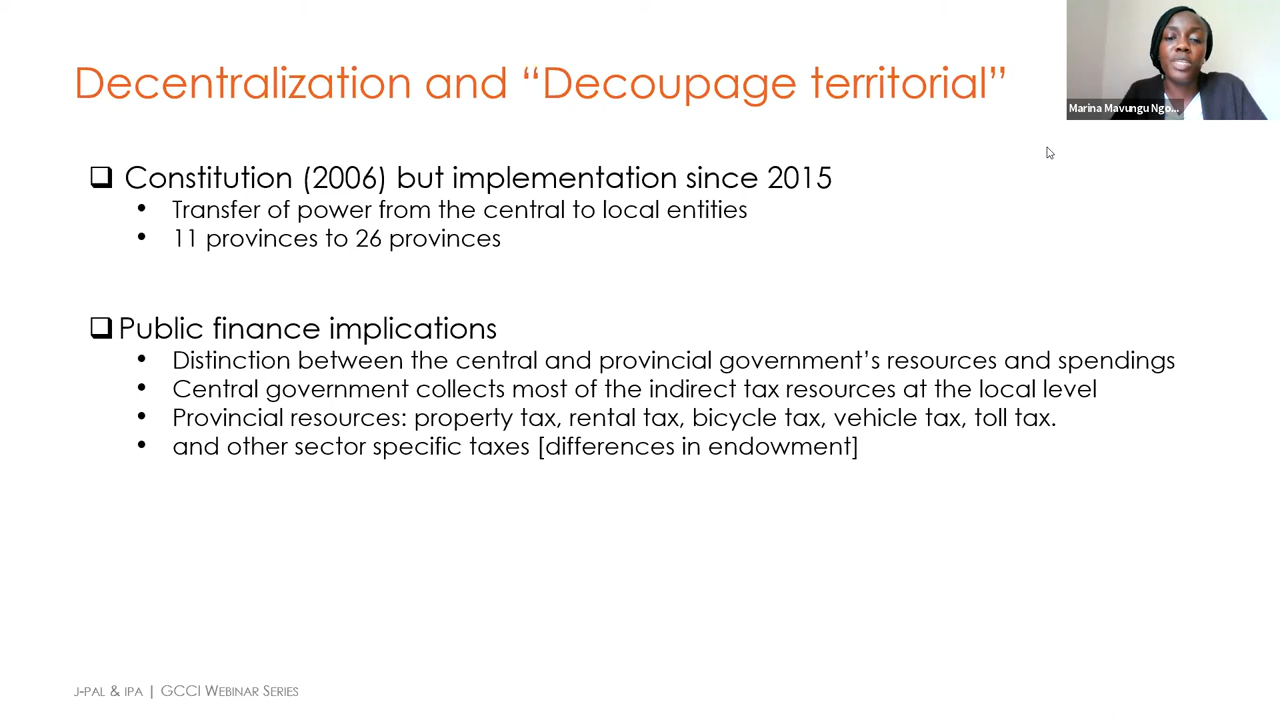 Decentralization and “Decoupage territorial”
Marina Mavungu Ngo...
Constitution (2006) but implementation since 2015
• Transfer of power from the central to local entities
• 11 provinces to 26 provinces
Public finance implications
• Distinction between the central and provincial government’s resources and spendings
• Central government collects most of the indirect tax resources at the local level
• Provincial resources: property tax, rental tax, bicycle tax, vehicle tax, toll tax.
• and other sector specific taxes [differences in endowment]
J-PAL & IPA | GCCI WEBINAR SERIES